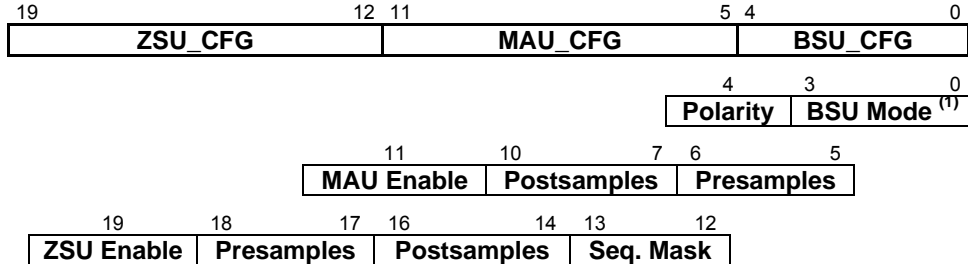 19 12 11 5 4 0
ZSU_CFG MAU_CFG BSU_CFG
4 3 0
Polarity BSU Mode (1)
11 10 7 6 5
MAU Enable Postsamples Presamples
19 18 17 16 14 13 12
ZSU Enable Presamples Postsamples Seq. Mask